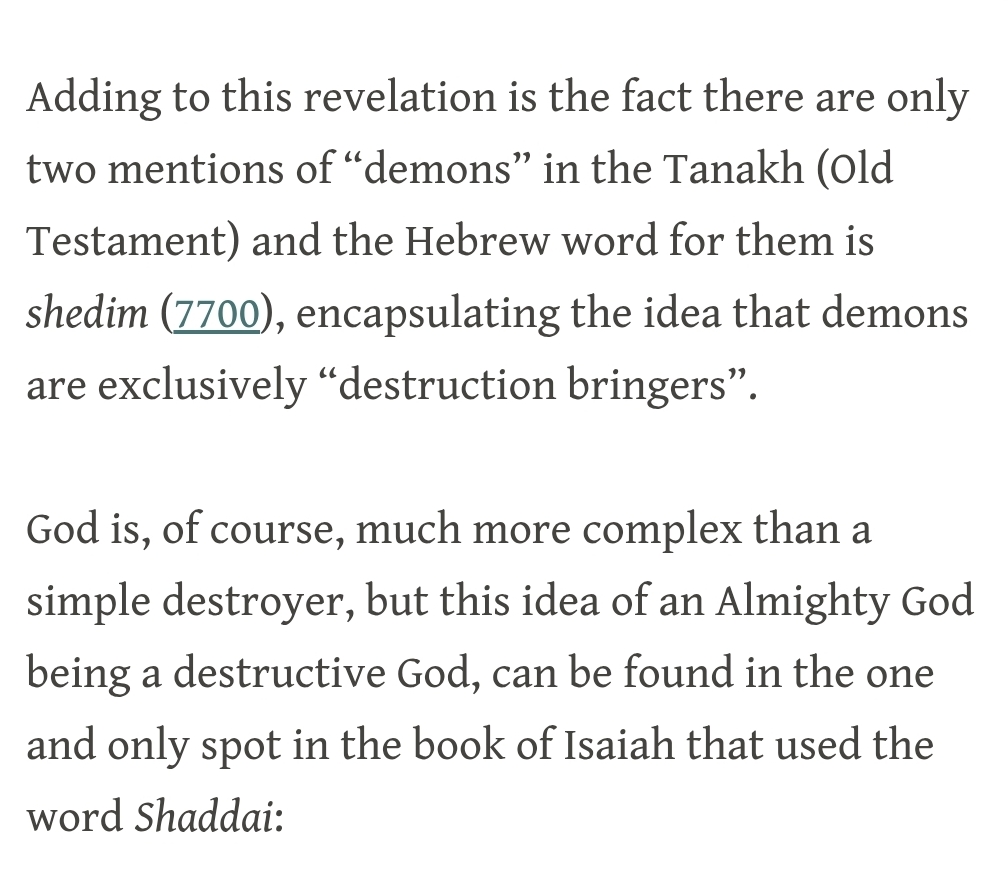 Adding to this revelation is the fact there are only
two mentions of “demons” in the Tanakh (Old
Testament) and the Hebrew word for them is
shedim (7700), encapsulating the idea that demons
are exclusively “destruction bringers”.
God is, of course, much more complex than a
simple destroyer, but this idea of an Almighty God
being a destructive God, can be found in the one
and only spot in the book of Isaiah that used the
word Shaddai: